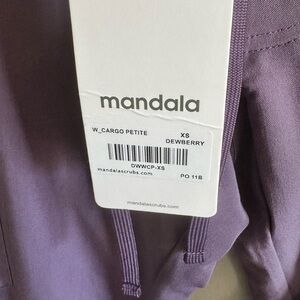 mandala
W_CARGO PETITE XS
DEWBERRY
DWWCP-XS
mandalascrubs.com PO 11B
mandalascrubs.com